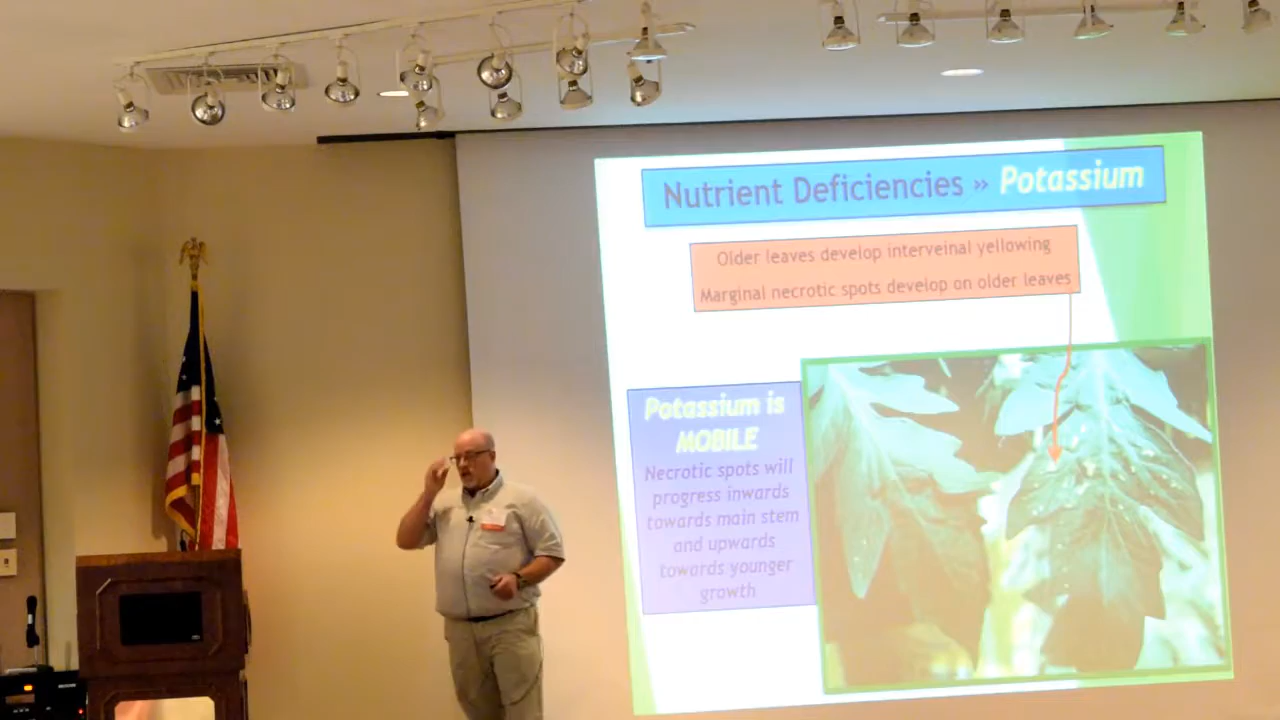 Nutrient Deficiencies » Potassium
Older leaves develop interveinal yellowing
Marginal necrotic spots develop on older leaves
Potassium is
MOBILE
Necrotic spots will
progress inwards
towards main stem
and upwards
towards younger
growth